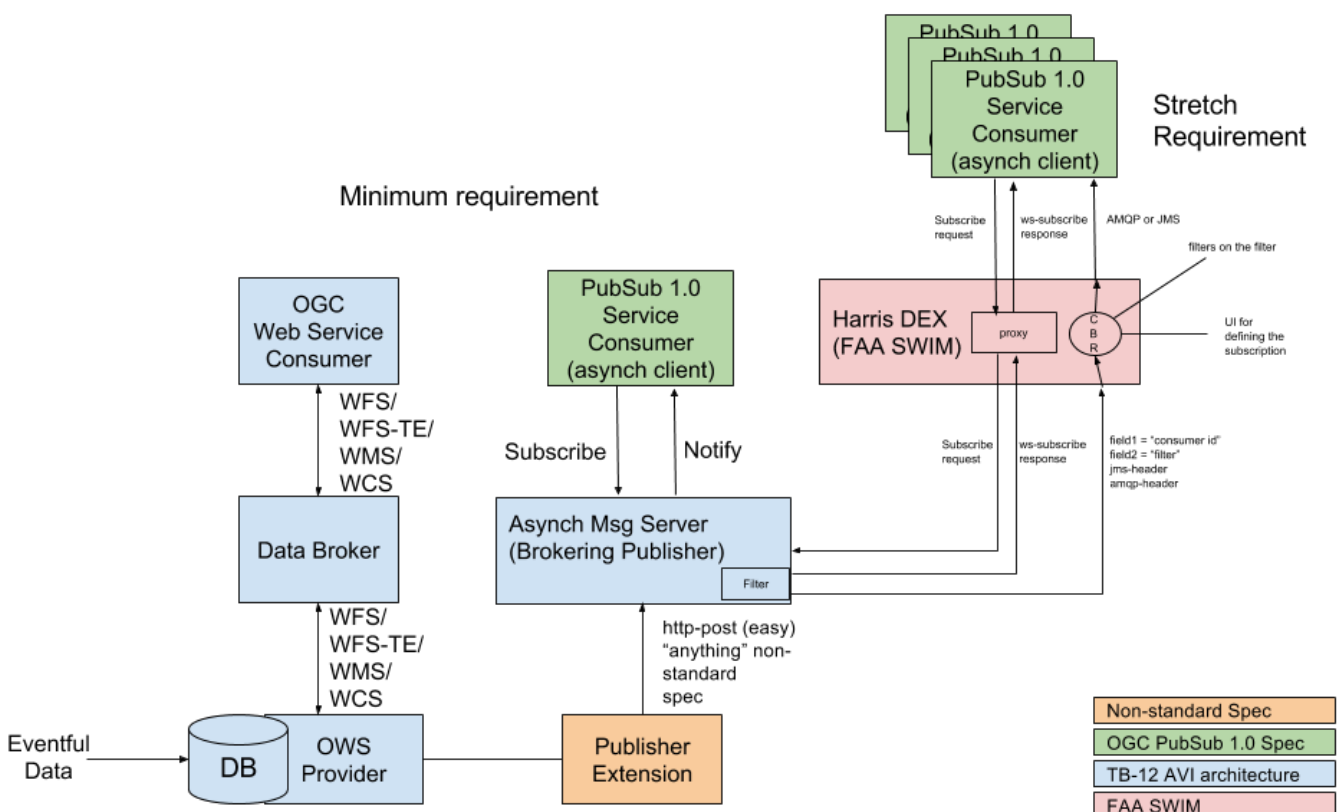 PubSub 1.0
PubSub 1.0
PubSub 1.0
Service
Consumer
(asynch client)
Stretch
Requirement
Minimum requirement
Subscribe
request
ws-subscribe
response
AMQP or JMS
filters on the filter
OGC
Web Service
Consumer
PubSub 1.0
Service
Consumer
(asynch client)
Harris DEX
(FAA SWIM)
proxy
C
B
R
UI for
defining the
subscription
WFS/
WFS-TE/
WMS/
WCS
Subscribe
Notify
Subscribe
request
ws-subscribe
response
field1 = "consumer id"
field2 = "filter"
jms-header
amqp-header
Data Broker
Asynch Msg Server
(Brokering Publisher)
Filter
WFS/
WFS-TE/
WMS/
WCS
http-post (easy)
“anything” non-
standard
spec
Eventful
Data
DB
OWS
Provider
Publisher
Extension
Non-standard Spec
OGC PubSub 1.0 Spec
TB-12 AVI architecture
FAA SWIM